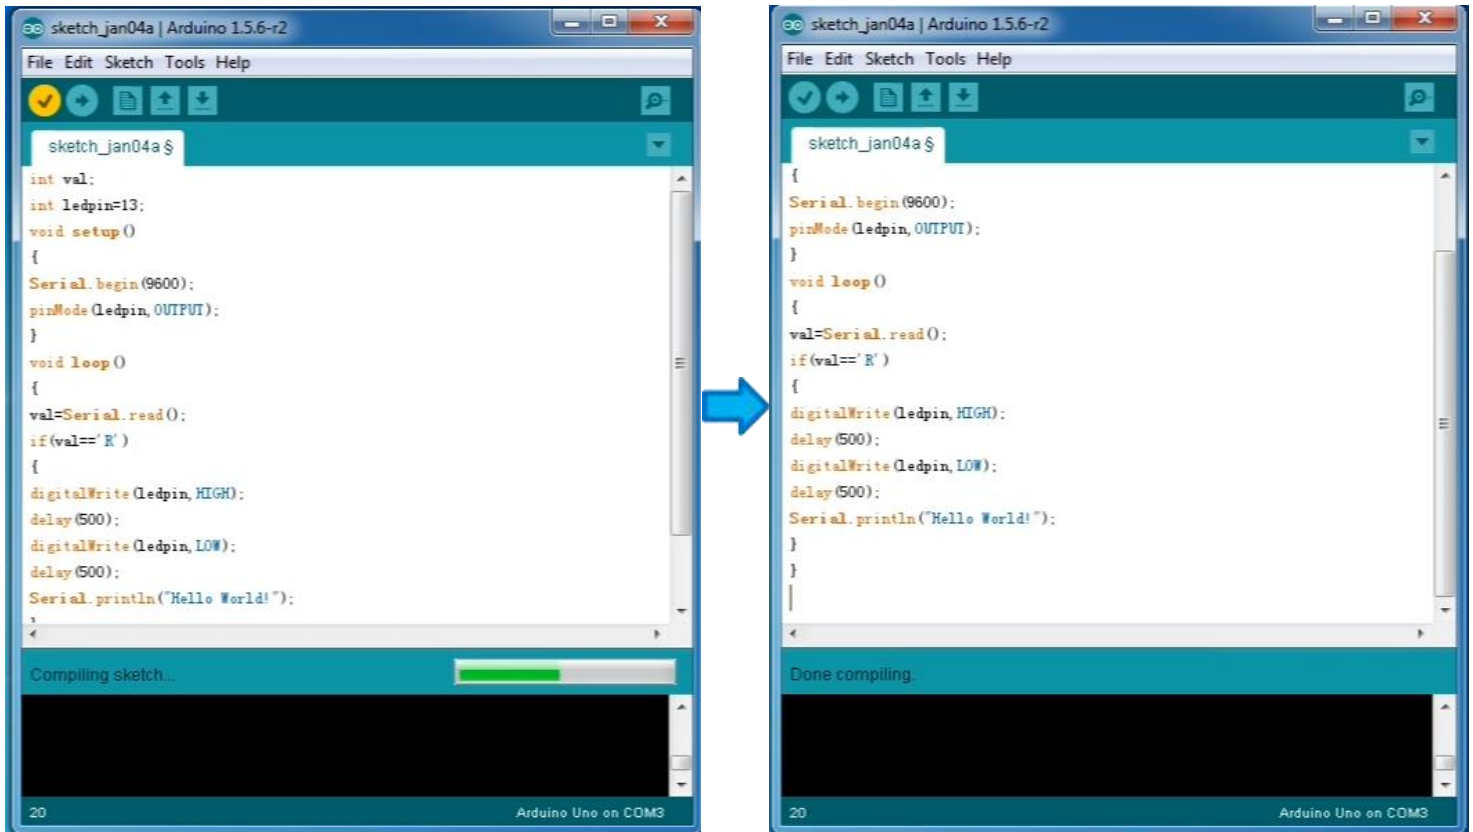 sketch_jan04a | Arduino 1.5.6-r2
File Edit Sketch Tools Help
sketch_jan04a §
int val;
int ledpin=13;
void setup()
{
Serial.begin(9600);
pinMode(ledpin,OUTPUT);
}
void loop()
{
val=Serial.read();
if(val=='R')
{
digitalWrite(ledpin,HIGH);
delay(500);
digitalWrite(ledpin,LOW);
delay(500);
Serial.println("Hello World!");
Compiling sketch...
20 Arduino Uno on COM3
sketch_jan04a | Arduino 1.5.6-r2
File Edit Sketch Tools Help
sketch_jan04a §
{
Serial.begin(9600);
pinMode(ledpin,OUTPUT);
}
void loop()
{
val=Serial.read();
if(val=='R')
{
digitalWrite(ledpin,HIGH);
delay(500);
digitalWrite(ledpin,LOW);
delay(500);
Serial.println("Hello World!");
}
}
Done compiling.
20 Arduino Uno on COM3